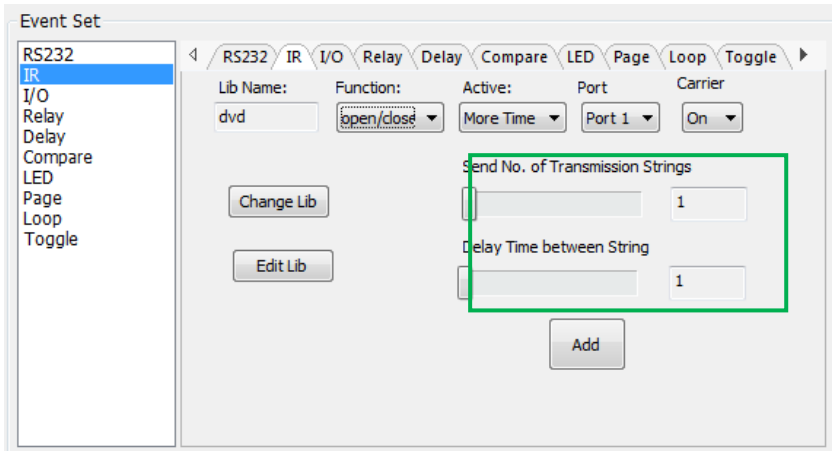 Event Set
RS232
IR
I/O
Relay
Delay
Compare
LED
Page
Loop
Toggle
RS232 IR I/O Relay Delay Compare LED Page Loop Toggle
Lib Name: Function: Active: Port Carrier
dvd open/close More Time Port 1 On
Send No. of Transmission Strings
Change Lib 1
Delay Time between String
Edit Lib 1
Add